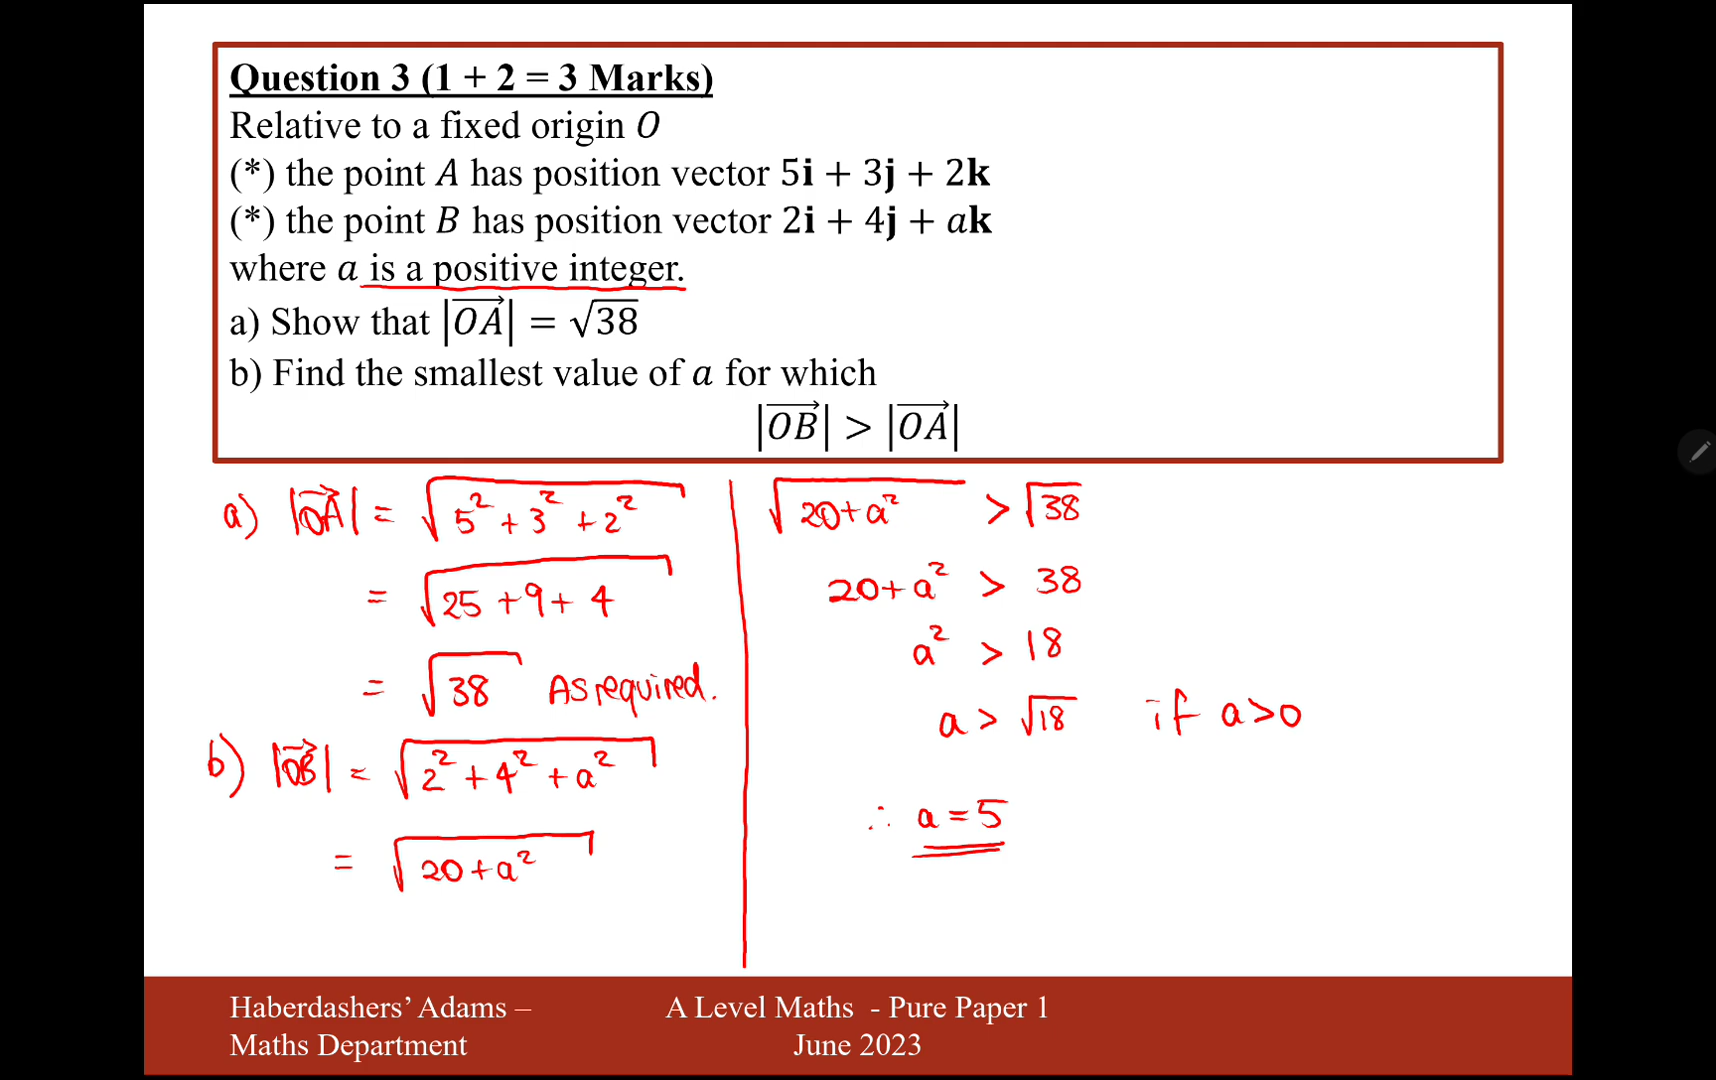 Question 3 (1 + 2 = 3 Marks)
Relative to a fixed origin O
(*) the point A has position vector 5i + 3j + 2k
(*) the point B has position vector 2i + 4j + ak
where a is a positive integer.
a) Show that |OA⃗| = √38
b) Find the smallest value of a for which
|OB⃗| > |OA⃗|
a) |OA⃗| = √(5² + 3² + 2²)
= √(25 + 9 + 4)
= √38 As required.
b) |OB⃗| = √(2² + 4² + a²)
= √(20 + a²)
√(20 + a²) > √38
20 + a² > 38
a² > 18
a > √18 if a > 0
∴ a = 5
Haberdashers’ Adams –
Maths Department
A Level Maths - Pure Paper 1
June 2023